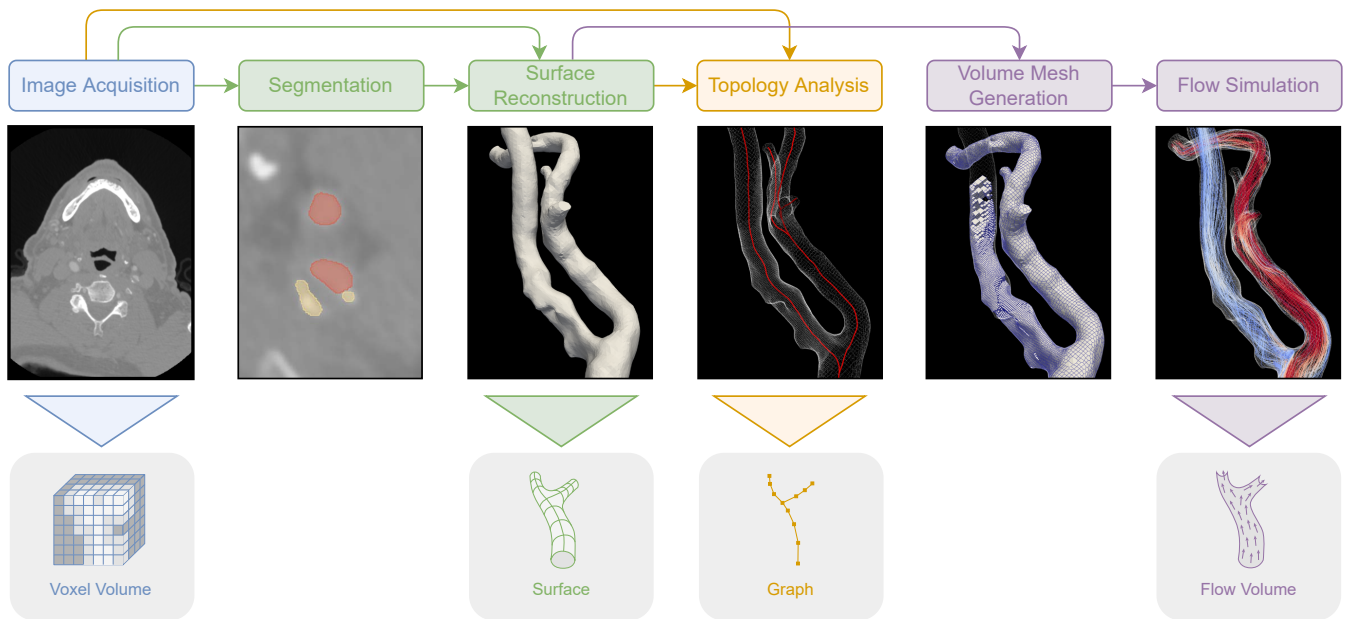 Image Acquisition
Segmentation
Surface
Reconstruction
Topology Analysis
Volume Mesh
Generation
Flow Simulation
Voxel Volume
Surface
Graph
Flow Volume